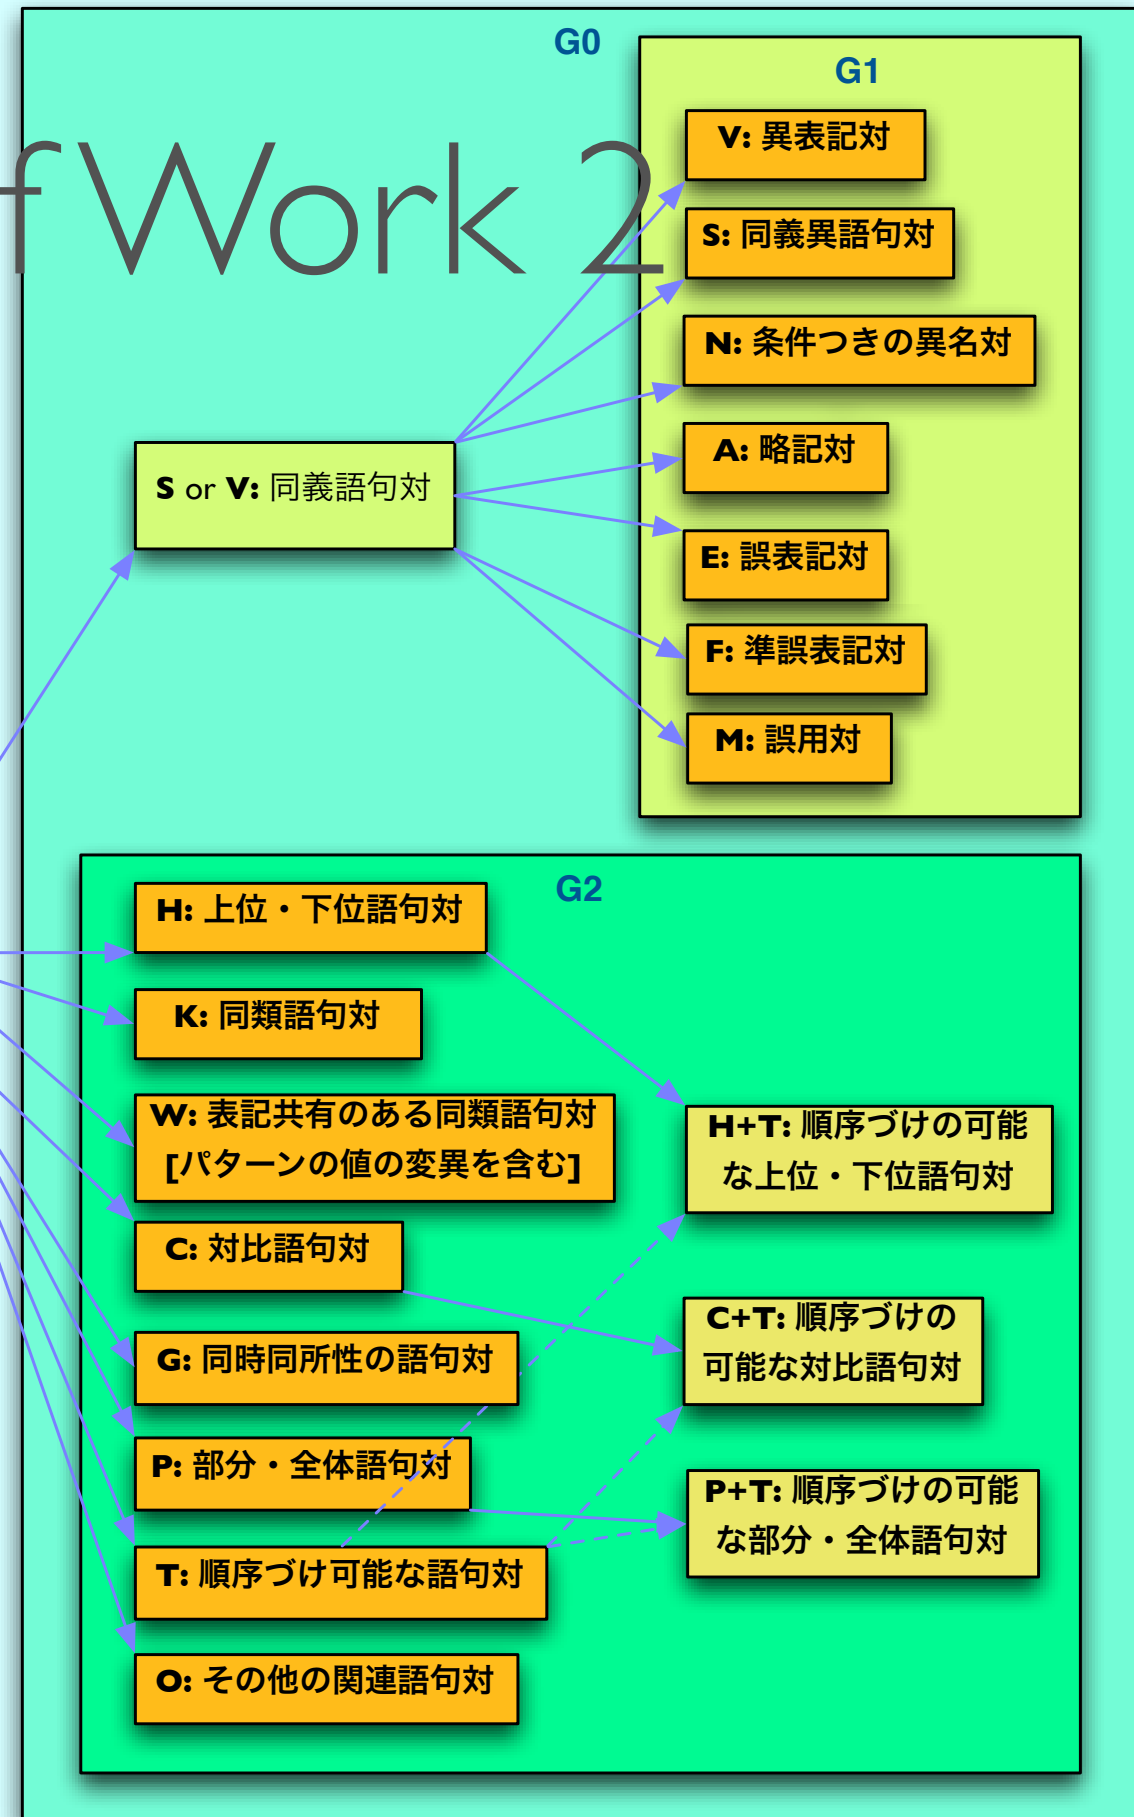 G0
G1
f Work 2
V: 異表記対
S: 同義異語句対
N: 条件つきの異名対
A: 略記対
E: 誤表記対
F: 準誤表記対
M: 誤用対
S or V: 同義語句対
G2
H: 上位・下位語句対
K: 同類語句対
W: 表記共有のある同類語句対
[パターンの値の変異を含む]
C: 対比語句対
G: 同時同所性の語句対
P: 部分・全体語句対
T: 順序づけ可能な語句対
O: その他の関連語句対
H+T: 順序づけの可能
な上位・下位語句対
C+T: 順序づけの
可能な対比語句対
P+T: 順序づけの可能
な部分・全体語句対